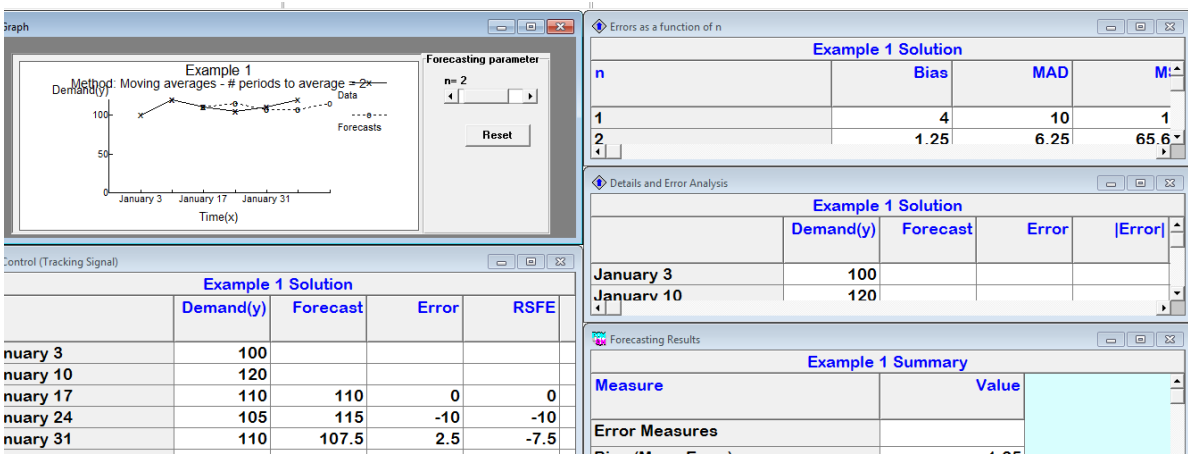 Graph
Example 1
Method: Moving averages - # periods to average = 2
Demand(y)
Data
Forecasts
100
50
0
January 3 January 17 January 31
Time(x)
Forecasting parameter
n= 2
Reset
Errors as a function of n
Example 1 Solution
n Bias MAD
1 4 10 1
2 1.25 6.25 65.6
Details and Error Analysis
Example 1 Solution
Demand(y) Forecast Error |Error|
January 3 100
January 10 120
Control (Tracking Signal)
Example 1 Solution
Demand(y) Forecast Error RSFE
nuary 3 100
nuary 10 120
nuary 17 110 110 0 0
nuary 24 105 115 -10 -10
nuary 31 110 107.5 2.5 -7.5
Forecasting Results
Example 1 Summary
Measure Value
Error Measures
Bias (Mean Error) 1.25